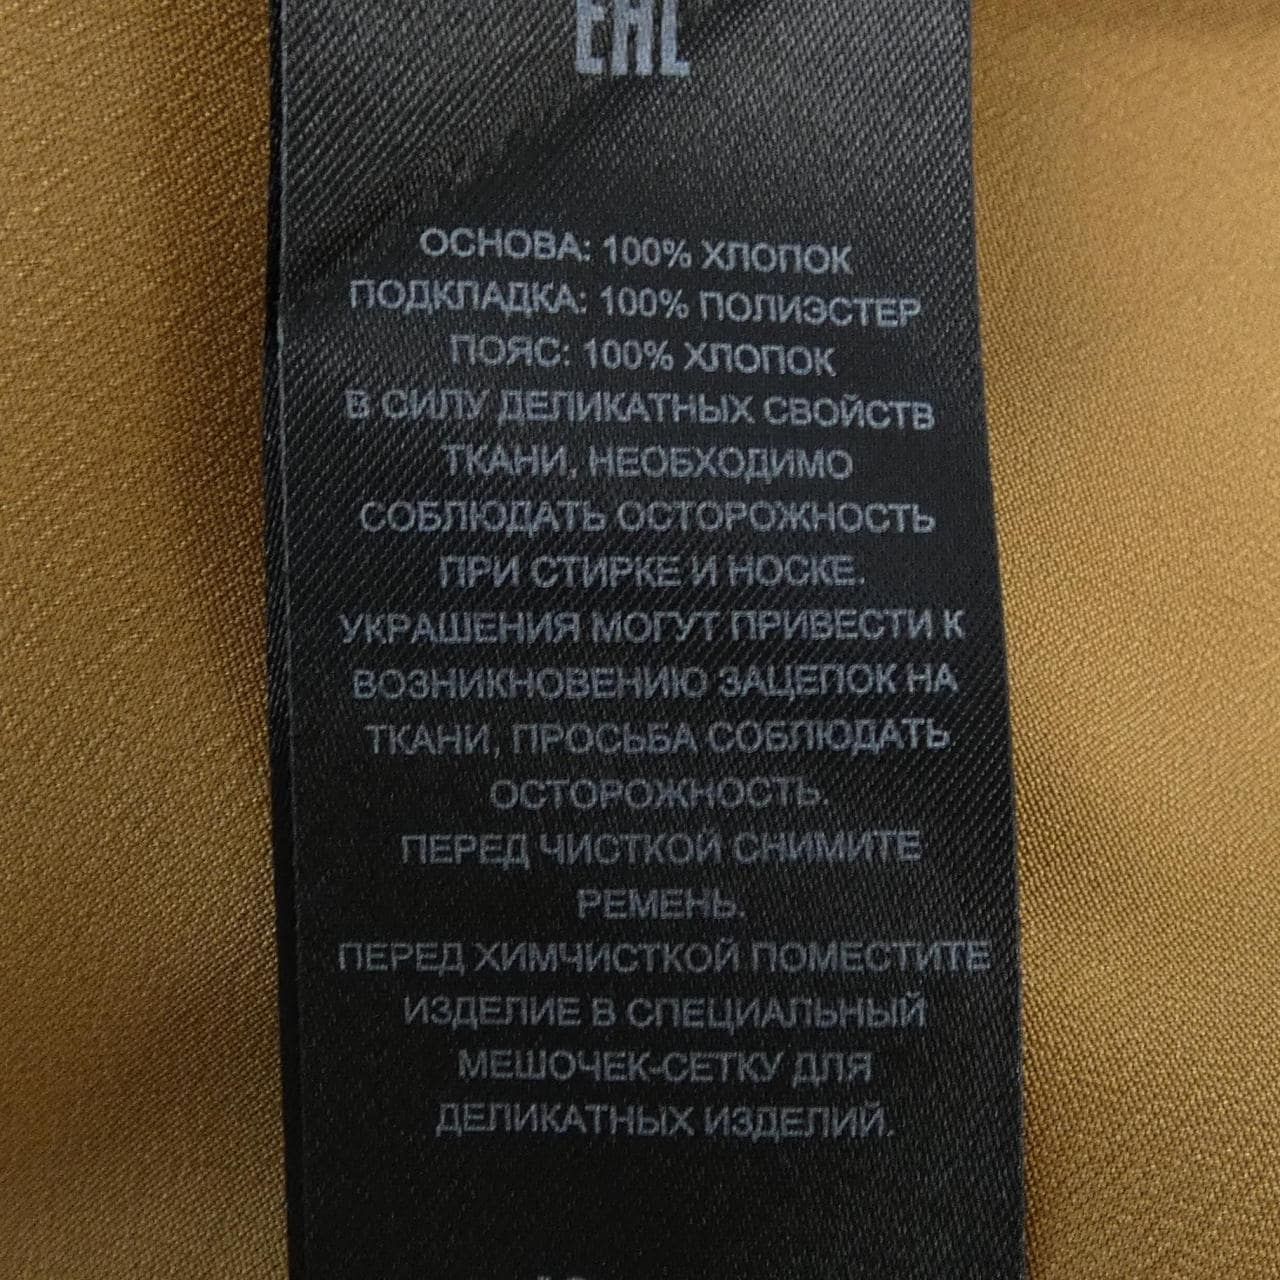 EAC
ОСНОВА: 100% ХЛОПОК
ПОДКЛАДКА: 100% ПОЛИЭСТЕР
ПОЯС: 100% ХЛОПОК
В СИЛУ ДЕЛИКАТНЫХ СВОЙСТВ
ТКАНИ, НЕОБХОДИМО
СОБЛЮДАТЬ ОСТОРОЖНОСТЬ
ПРИ СТИРКЕ И НОСКЕ.
УКРАШЕНИЯ МОГУТ ПРИВЕСТИ К
ВОЗНИКНОВЕНИЮ ЗАЦЕПОК НА
ТКАНИ, ПРОСЬБА СОБЛЮДАТЬ
ОСТОРОЖНОСТЬ.
ПЕРЕД ЧИСТКОЙ СНИМИТЕ
РЕМЕНЬ.
ПЕРЕД ХИМЧИСТКОЙ ПОМЕСТИТЕ
ИЗДЕЛИЕ В СПЕЦИАЛЬНЫЙ
МЕШОЧЕК-СЕТКУ ДЛЯ
ДЕЛИКАТНЫХ ИЗДЕЛИЙ.